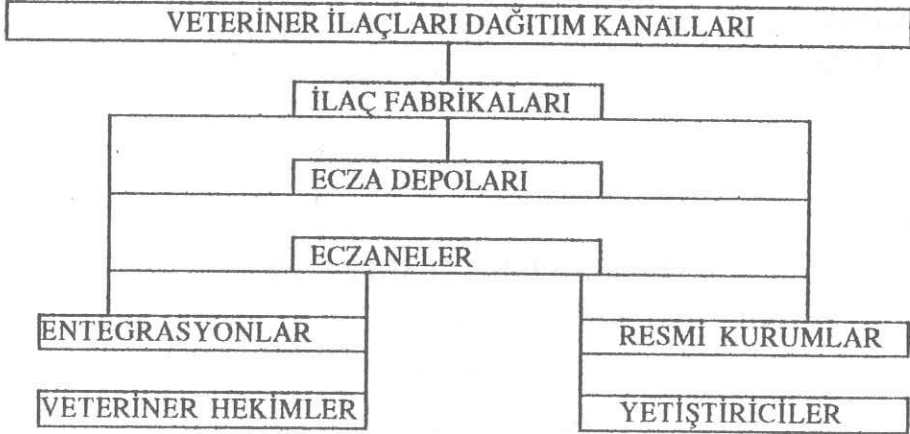 VETERİNER İLAÇLARI DAĞITIM KANALLARI
İLAÇ FABRİKALARI
ECZA DEPOLARI
ECZANELER
ENTEGRASYONLAR
RESMİ KURUMLAR
VETERİNER HEKİMLER
YETİŞTİRİCİLER